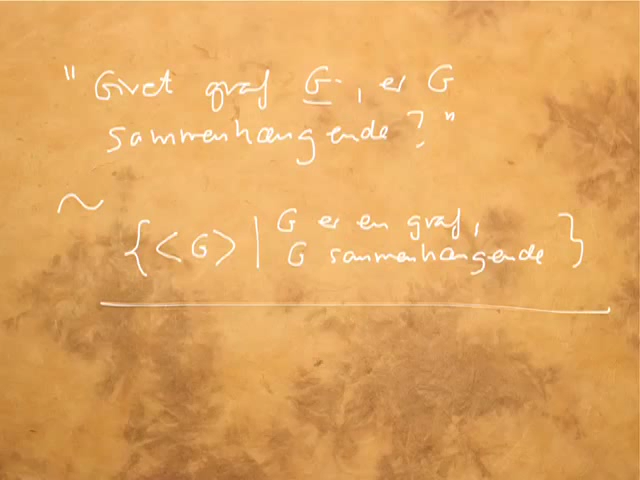 "Givet graf G, er G
sammenhængende?"
~
{<G> | G er en graf,
G sammenhængende }